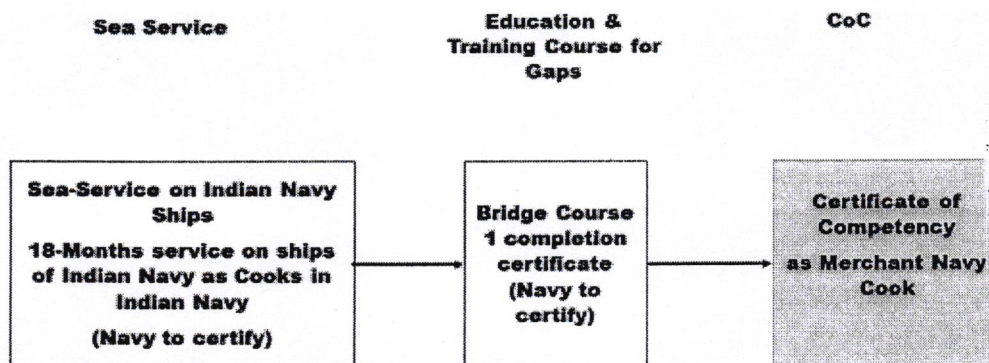 Sea Service
Education &
Training Course for
Gaps
CoC
Sea-Service on Indian Navy
Ships
18-Months service on ships
of Indian Navy as Cooks in
Indian Navy
(Navy to certify)
Bridge Course
1 completion
certificate
(Navy to
certify)
Certificate of
Competency
as Merchant Navy
Cook